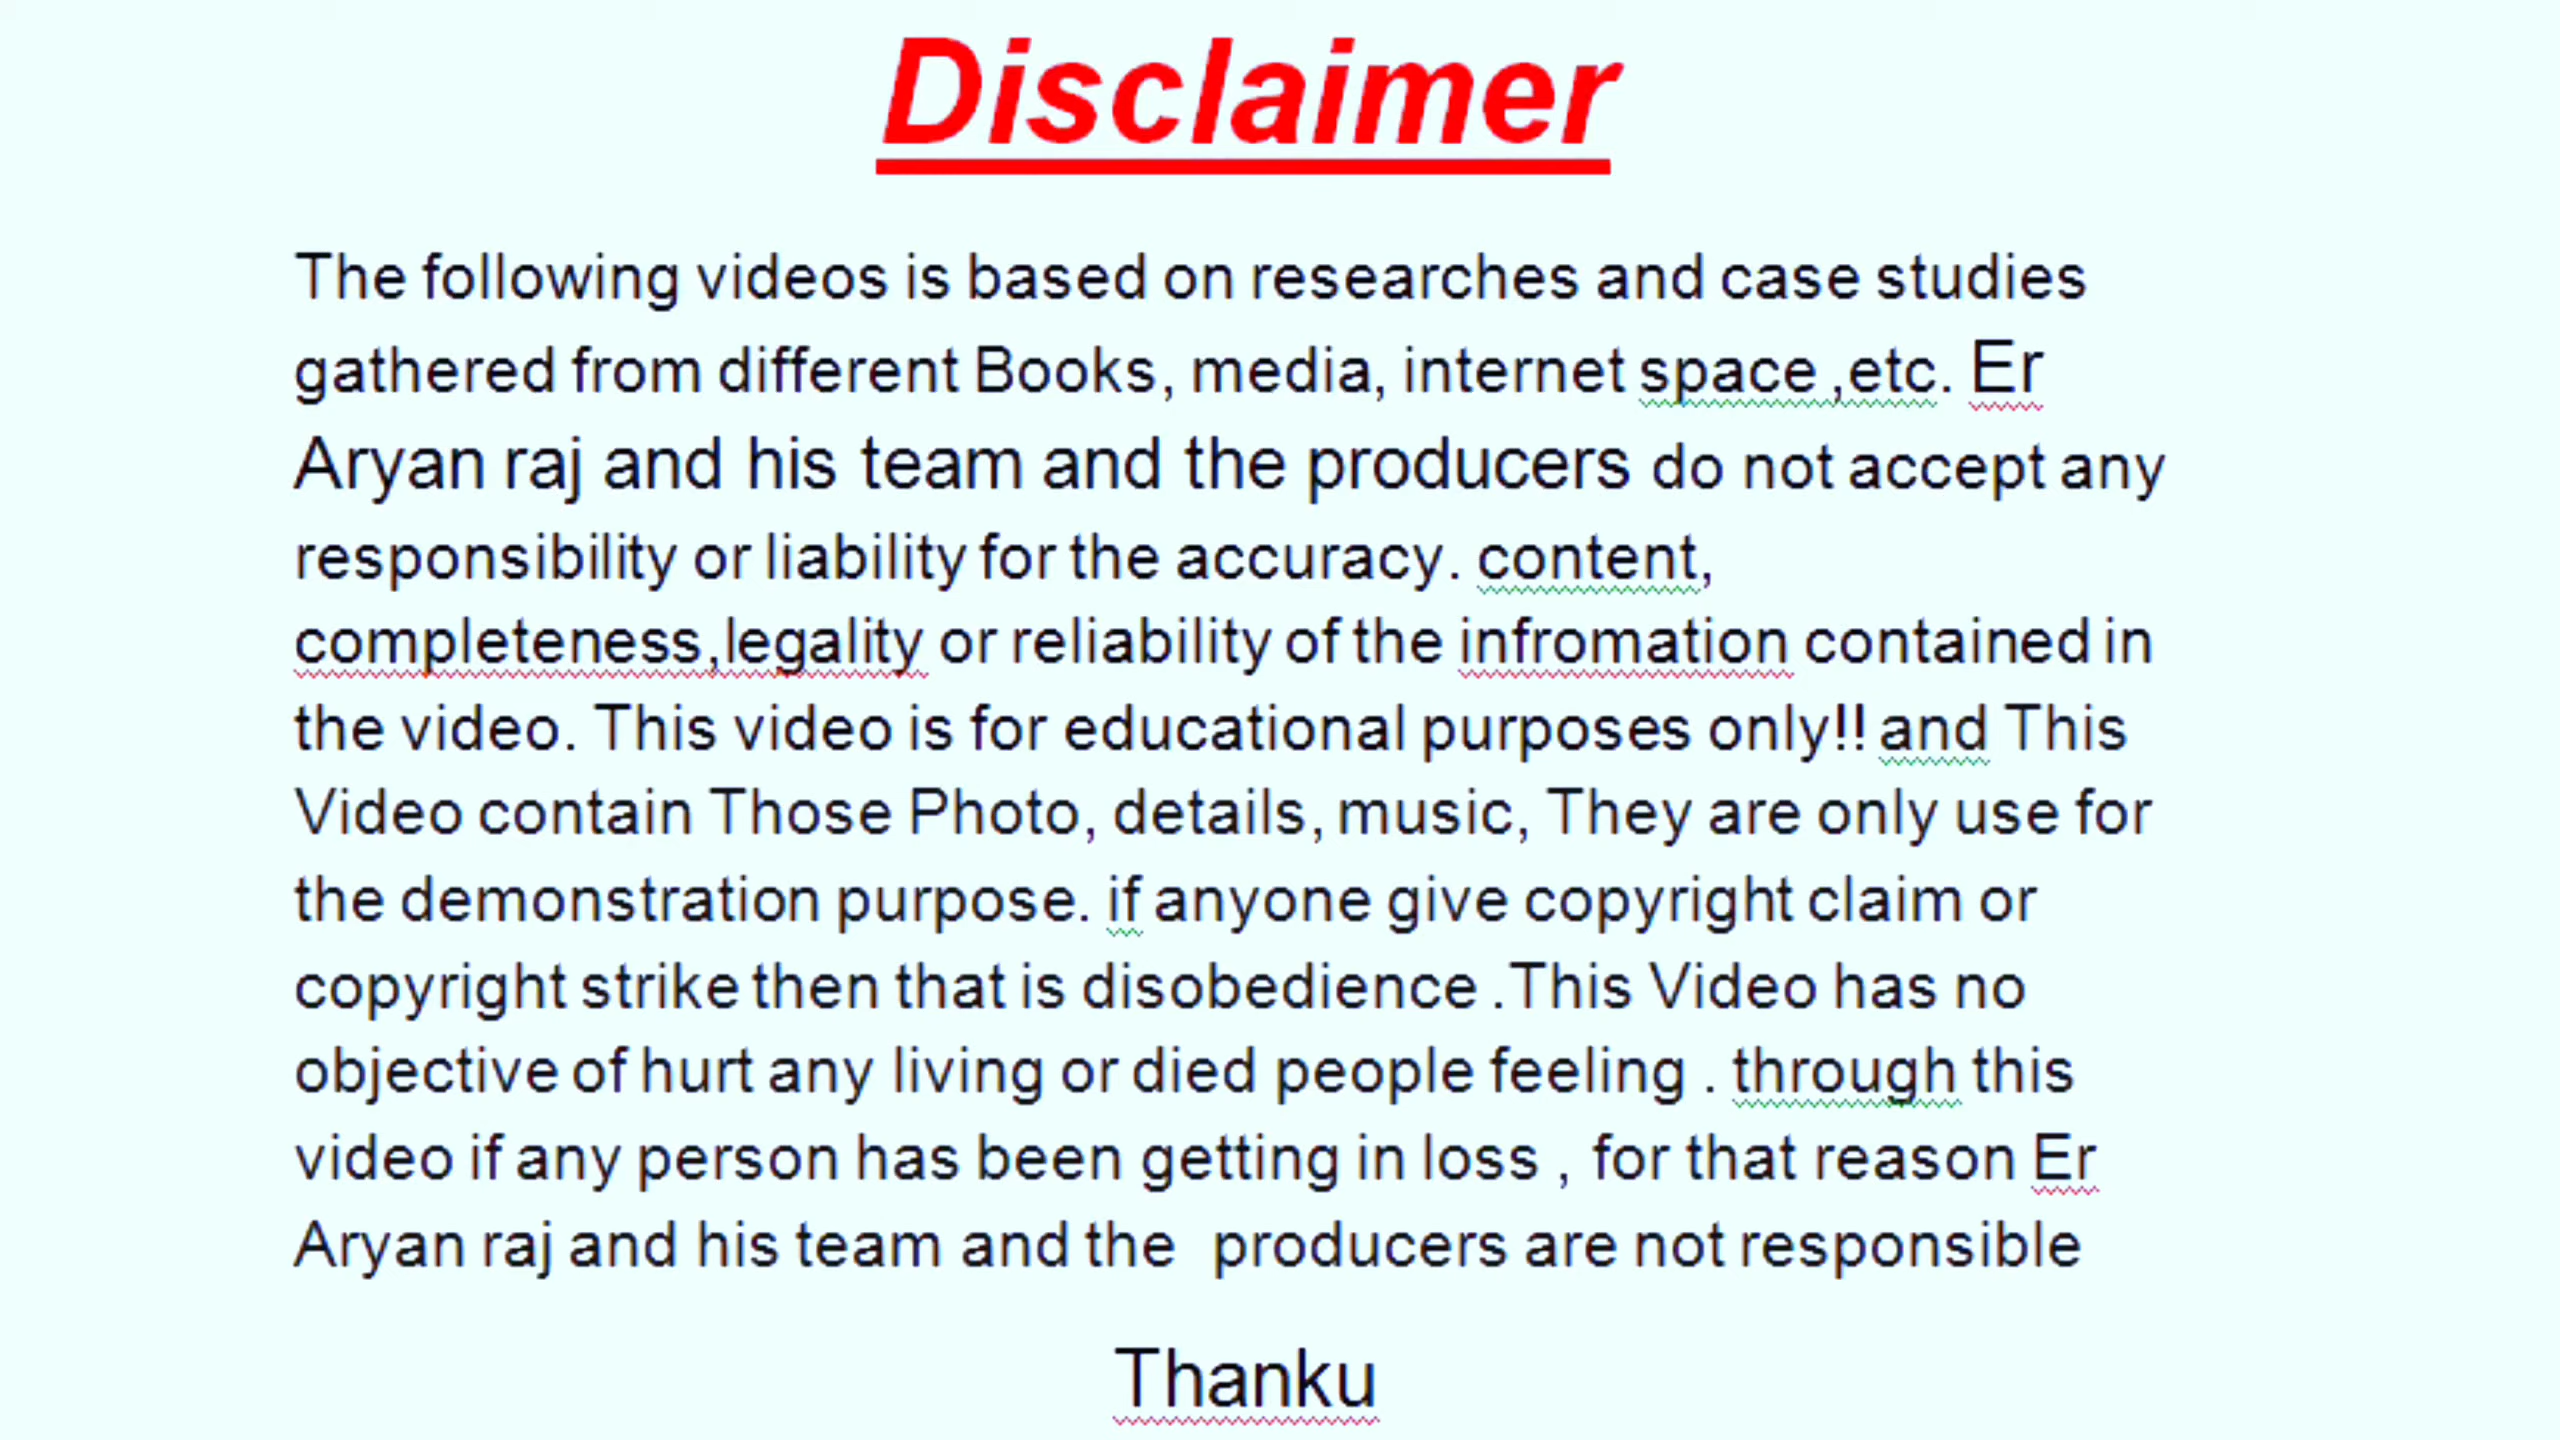 Disclaimer
The following videos is based on researches and case studies
gathered from different Books, media, internet space ,etc. Er
Aryan raj and his team and the producers do not accept any
responsibility or liability for the accuracy. content,
completeness,legality or reliability of the infromation contained in
the video. This video is for educational purposes only!! and This
Video contain Those Photo, details, music, They are only use for
the demonstration purpose. if anyone give copyright claim or
copyright strike then that is disobedience .This Video has no
objective of hurt any living or died people feeling . through this
video if any person has been getting in loss , for that reason Er
Aryan raj and his team and the producers are not responsible
Thanku